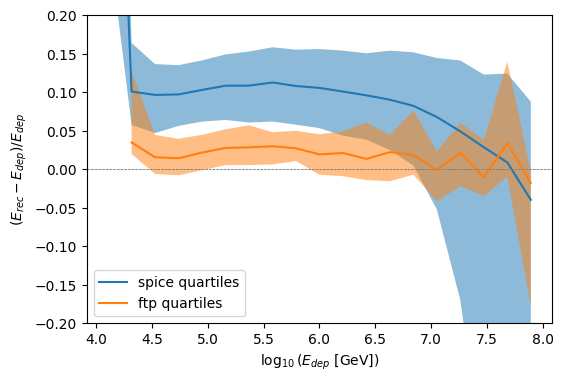 0.20
0.15
0.10
0.05
0.00
−0.05
−0.10
−0.15
−0.20
(E_rec − E_dep)/E_dep
spice quartiles
ftp quartiles
4.0 4.5 5.0 5.5 6.0 6.5 7.0 7.5 8.0
log₁₀(E_dep [GeV])